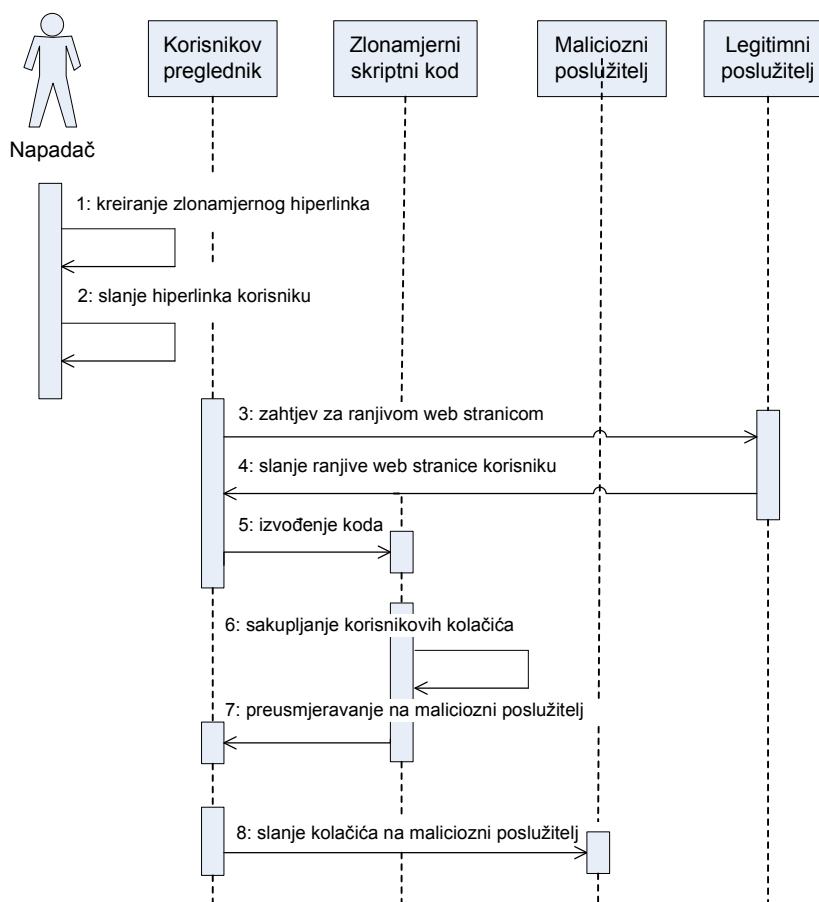 Korisnikov
preglednik
Zlonamjerni
skriptni kod
Maliciozni
poslužitelj
Legitimni
poslužitelj
Napadač
1: kreiranje zlonamjernog hiperlinka
2: slanje hiperlinka korisniku
3: zahtjev za ranjivom web stranicom
4: slanje ranjive web stranice korisniku
5: izvođenje koda
6: sakupljanje korisnikovih kolačića
7: preusmjeravanje na maliciozni poslužitelj
8: slanje kolačića na maliciozni poslužitelj